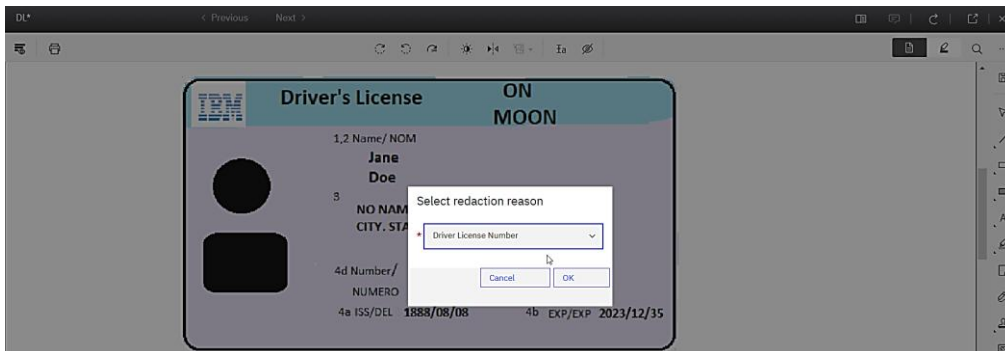 DL*
< Previous Next >
IBM
Driver's License
ON
MOON
1,2 Name/ NOM
Jane
Doe
3
NO NAM
CITY. STA
Select redaction reason
* Driver License Number
Cancel OK
4d Number/
NUMERO
4a ISS/DEL 1888/08/08 4b EXP/EXP 2023/12/35